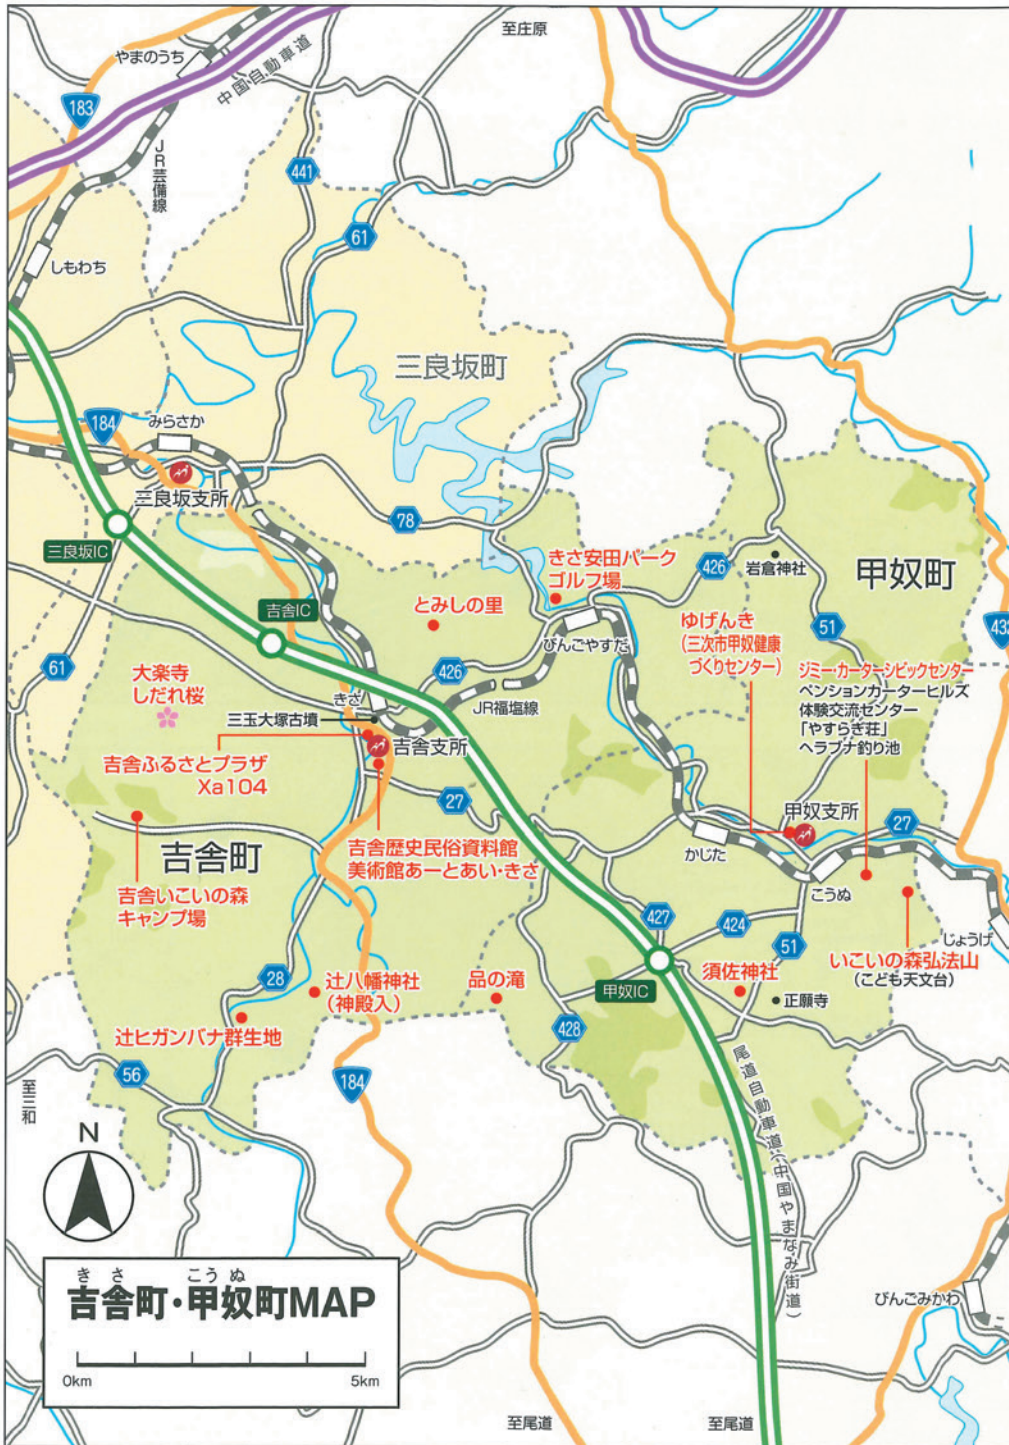 至庄原
やまのうち
中国自動車道
183
JR芸備線
441
61
しもわち
三良坂町
184
みらさか
三良坂支所
78
三良坂IC
きさ安田パーク
ゴルフ場
426
岩倉神社
甲奴町
吉舎IC
とみしの里
びんごやすだ
ゆげんき
(三次市甲奴健康
づくりセンター)
51
432
61
大楽寺
しだれ桜
426
きさ
JR福塩線
ジミー・カーターシビックセンター
ペンションカーターヒルズ
体験交流センター
「やすらぎ荘」
ヘラブナ釣り池
三玉大塚古墳
吉舎支所
吉舎ふるさとプラザ
Xa104
27
甲奴支所
27
かじた
吉舎町
吉舎歴史民俗資料館
美術館あーとあい・きさ
こうぬ
吉舎いこいの森
キャンプ場
427
424
51
じょうげ
いこいの森弘法山
(こども天文台)
28
辻八幡神社
(神殿入)
品の滝
甲奴IC
須佐神社
正願寺
辻ヒガンバナ群生地
428
56
184
至三和
尾道自動車道(中国やまなみ街道)
N
きさ こうぬ
吉舎町・甲奴町MAP
0km 5km
びんごみかわ
至尾道
至尾道